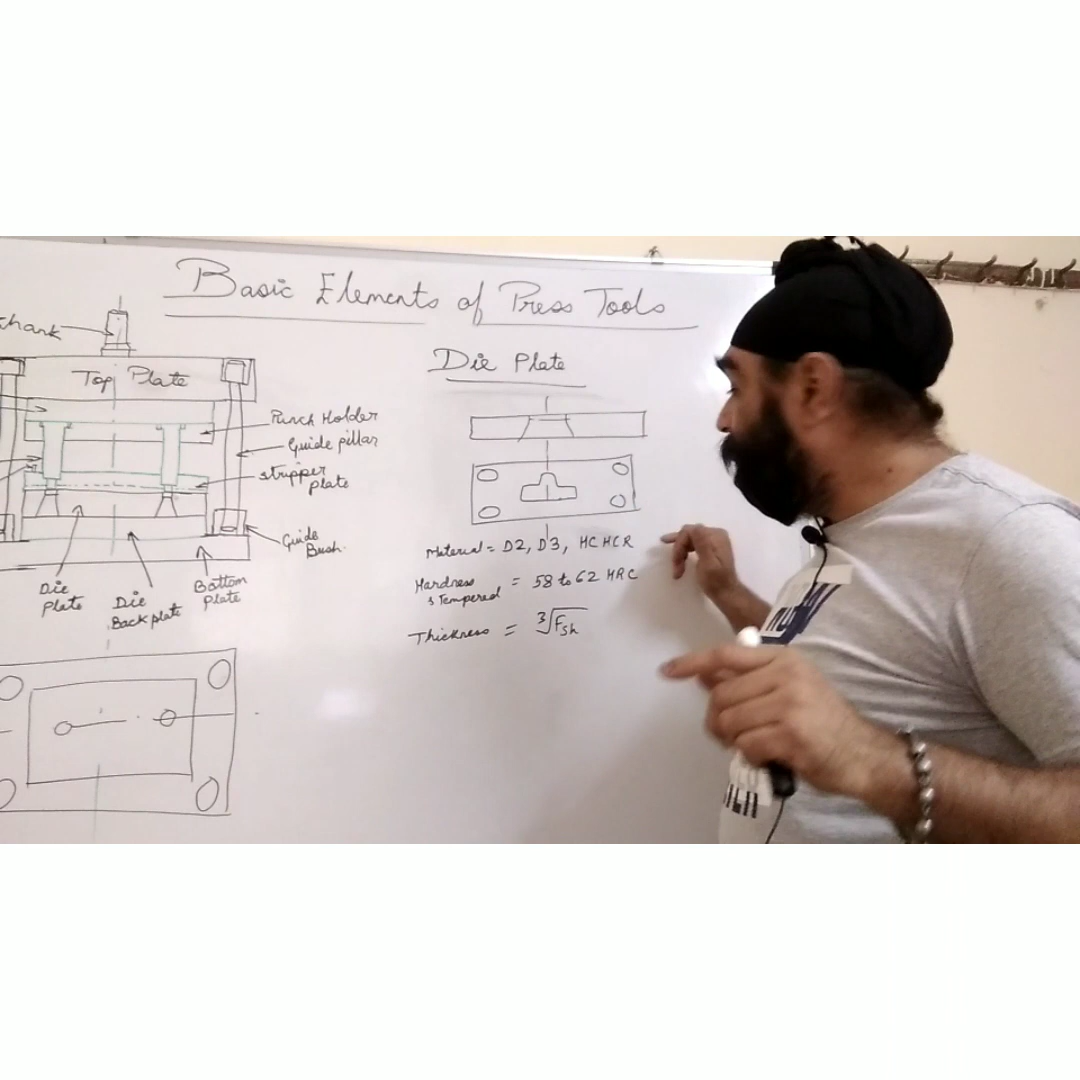 Basic Elements of Press Tools
Shank
Top Plate
Punch Holder
Guide pillar
stripper
plate
Guide
Bush
Die
Plate
Die
Back plate
Bottom
Plate
Die Plate
Material = D2, D3, HCHCR
Hardness
& Tempered = 58 to 62 HRC
Thickness = ∛Fsh